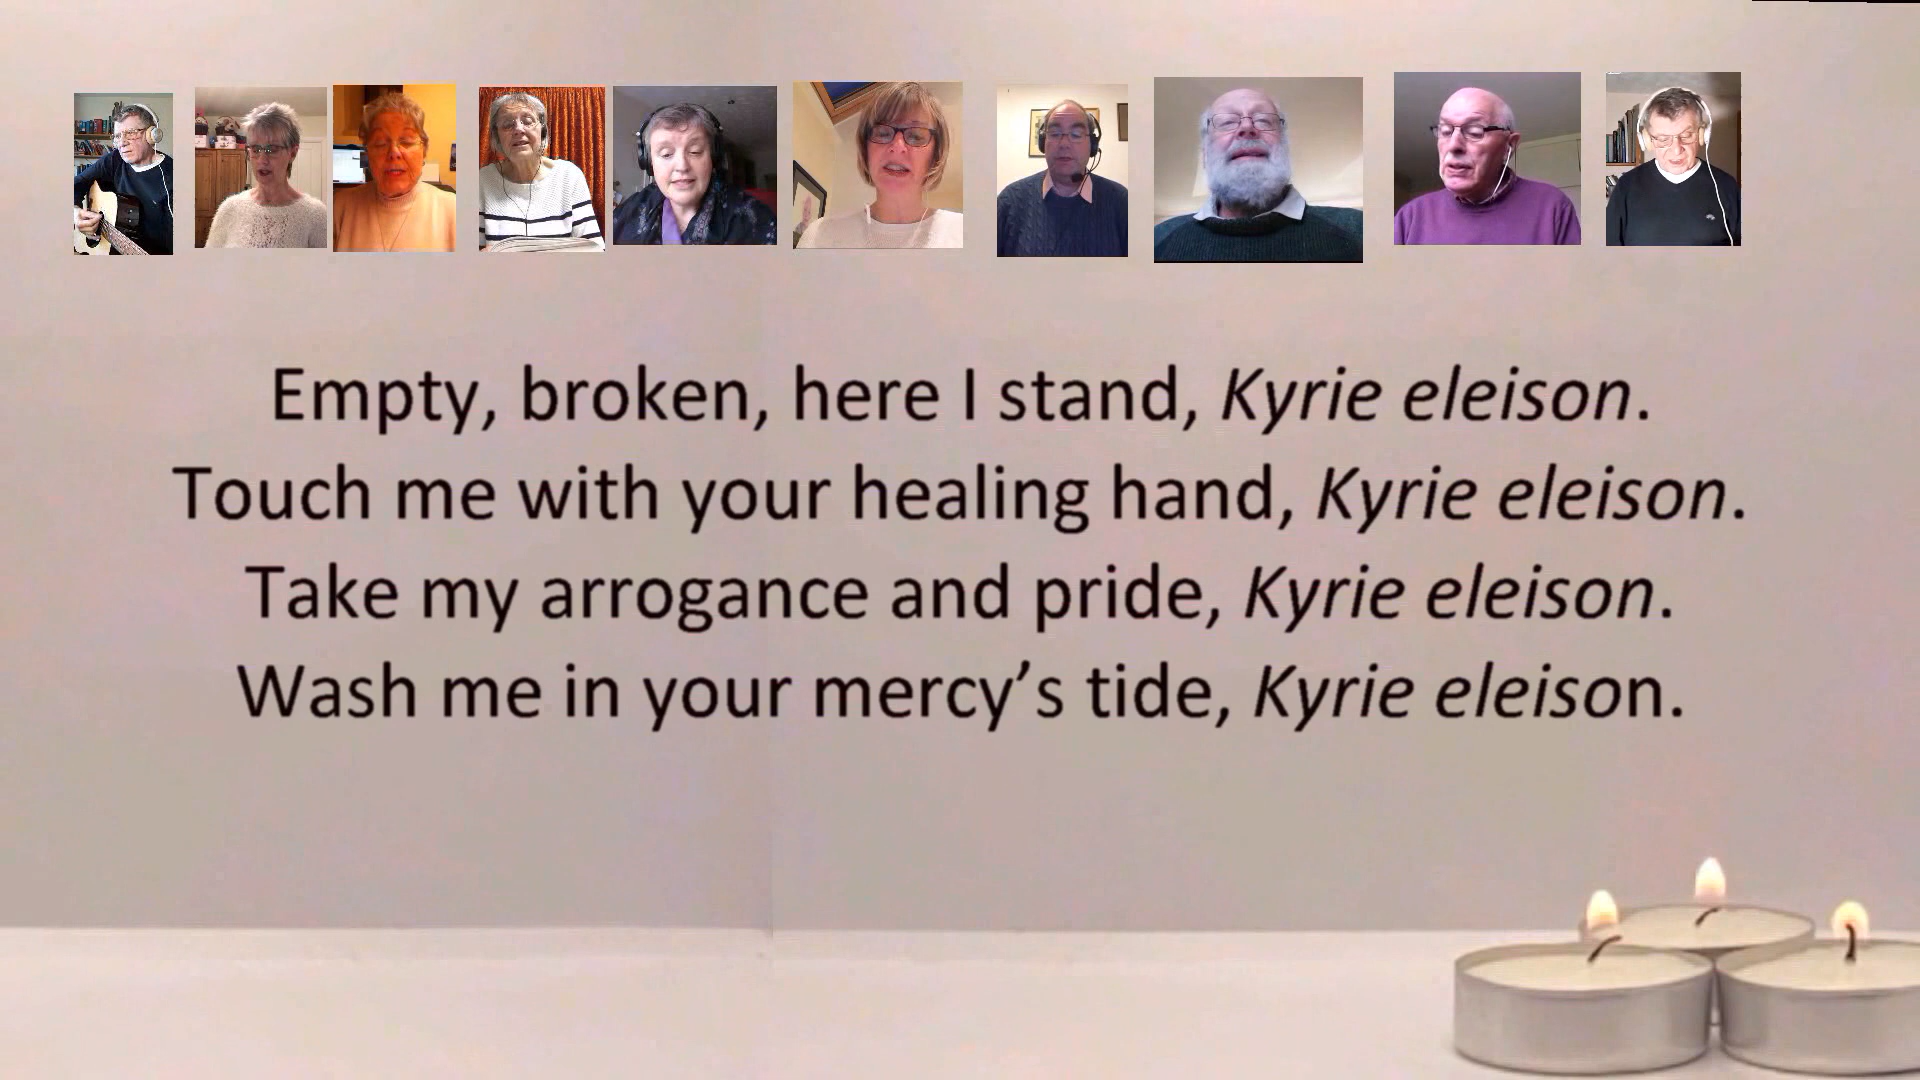 Empty, broken, here I stand, Kyrie eleison.
Touch me with your healing hand, Kyrie eleison.
Take my arrogance and pride, Kyrie eleison.
Wash me in your mercy’s tide, Kyrie eleison.